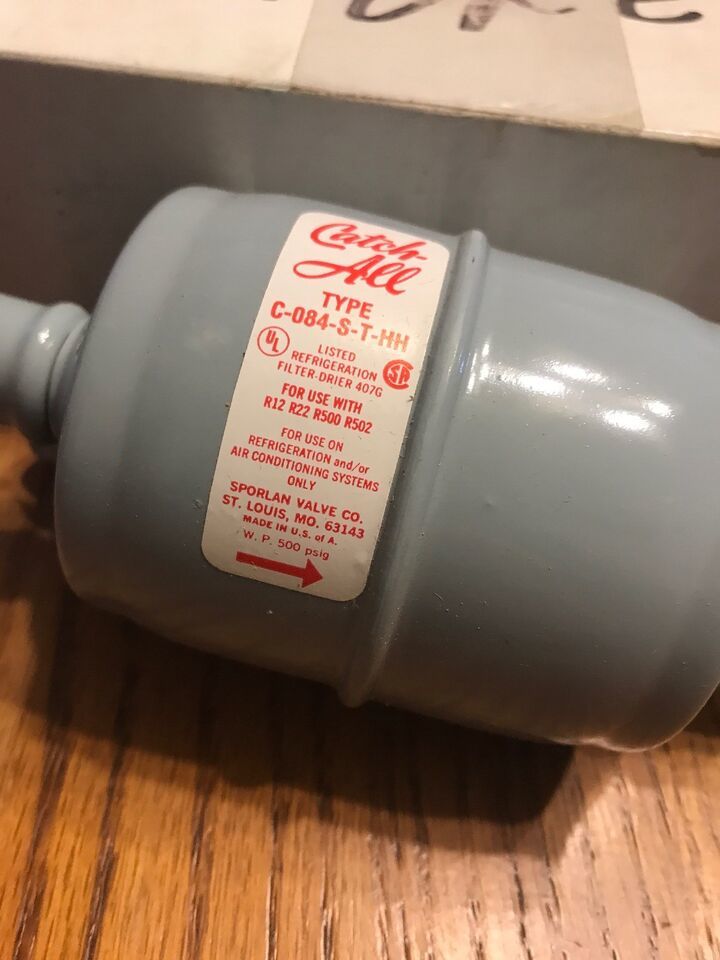 Catch-
All
TYPE
C-084-S-T-HH
UL
LISTED
REFRIGERATION
FILTER-DRIER 407G
SA
FOR USE WITH
R12 R22 R500 R502
FOR USE ON
REFRIGERATION and/or
AIR CONDITIONING SYSTEMS
ONLY
SPORLAN VALVE CO.
ST. LOUIS, MO. 63143
MADE IN U.S. of A.
W. P. 500 psig